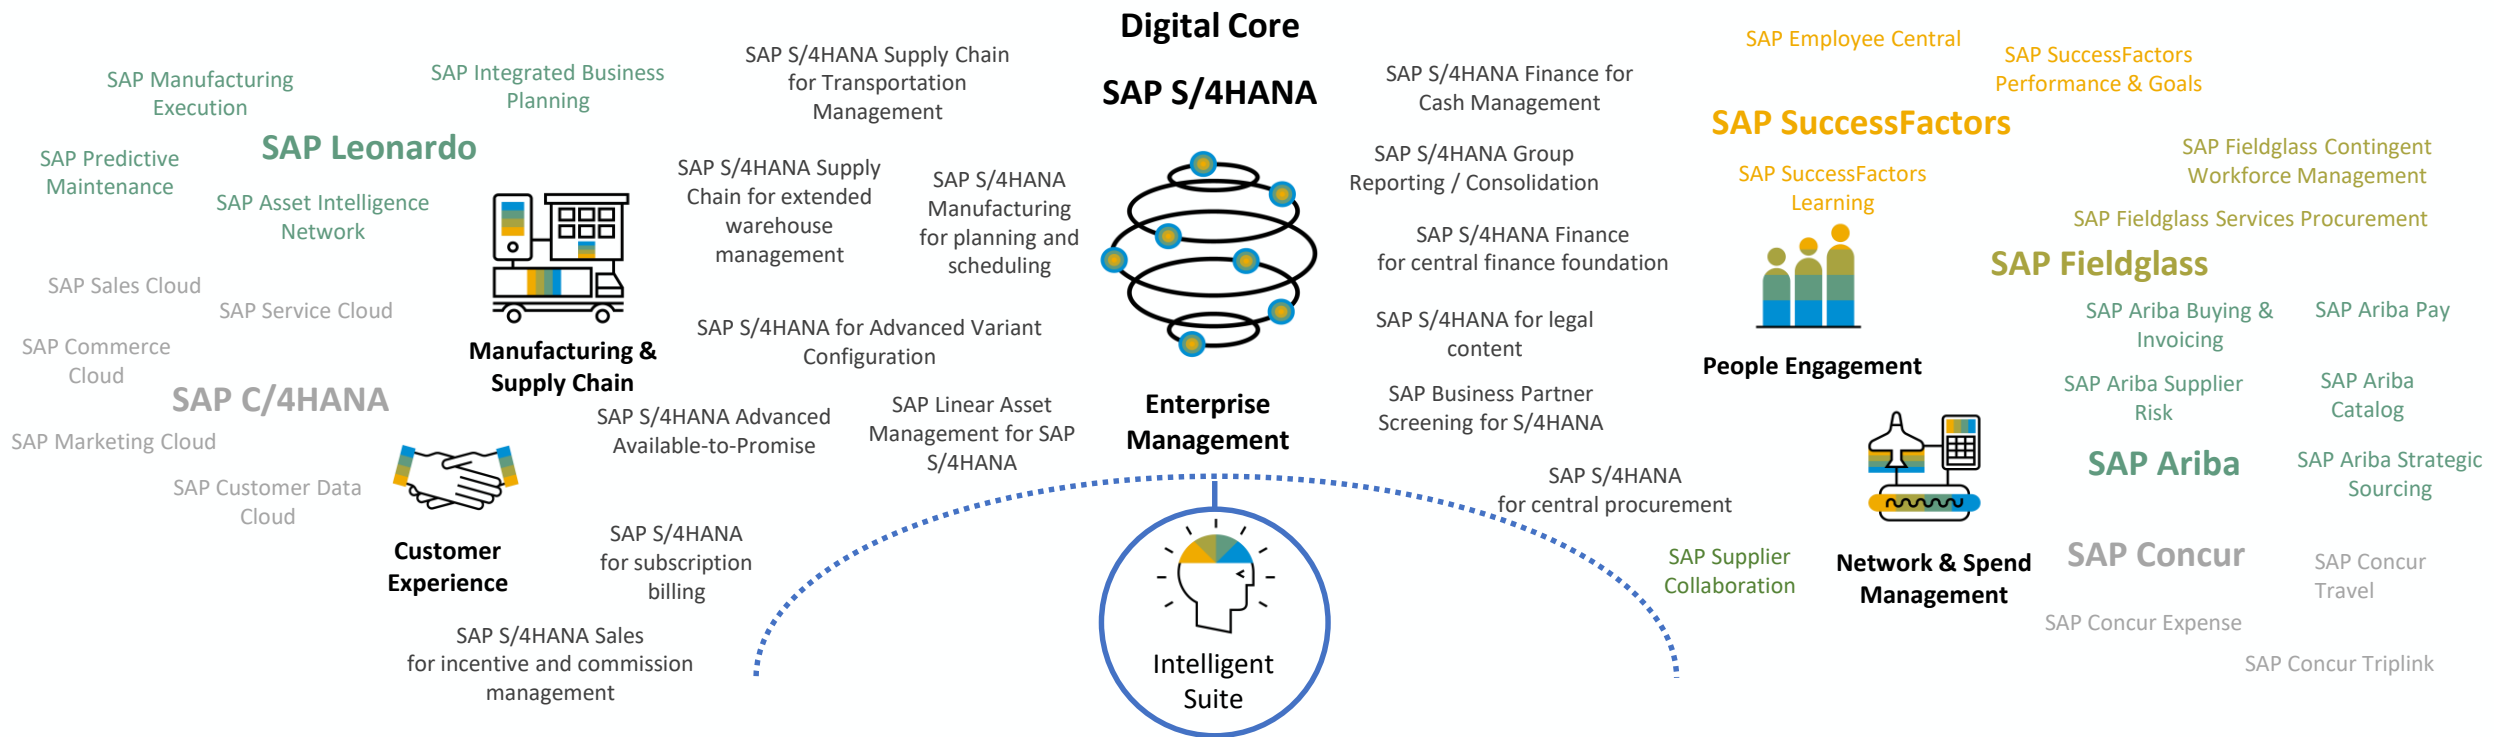 Digital Core
SAP S/4HANA
SAP Manufacturing
Execution
SAP Integrated Business
Planning
SAP Leonardo
SAP Predictive
Maintenance
SAP Asset Intelligence
Network
Manufacturing &
Supply Chain
SAP Sales Cloud
SAP Service Cloud
SAP Commerce
Cloud
SAP C/4HANA
SAP Marketing Cloud
SAP Customer Data
Cloud
Customer
Experience
SAP S/4HANA Supply Chain
for Transportation
Management
SAP S/4HANA Supply
Chain for extended
warehouse
management
SAP S/4HANA
Manufacturing
for planning and
scheduling
SAP S/4HANA for Advanced Variant
Configuration
SAP S/4HANA Advanced
Available-to-Promise
SAP Linear Asset
Management for SAP
S/4HANA
SAP S/4HANA
for subscription
billing
SAP S/4HANA Sales
for incentive and commission
management
Enterprise
Management
Intelligent
Suite
SAP S/4HANA Finance for
Cash Management
SAP S/4HANA Group
Reporting / Consolidation
SAP S/4HANA Finance
for central finance foundation
SAP S/4HANA for legal
content
SAP Business Partner
Screening for S/4HANA
SAP S/4HANA
for central procurement
SAP Supplier
Collaboration
SAP Employee Central
SAP SuccessFactors
Performance & Goals
SAP SuccessFactors
SAP SuccessFactors
Learning
People Engagement
SAP Fieldglass Contingent
Workforce Management
SAP Fieldglass Services Procurement
SAP Fieldglass
SAP Ariba Buying &
Invoicing
SAP Ariba Pay
SAP Ariba Supplier
Risk
SAP Ariba
Catalog
SAP Ariba
SAP Ariba Strategic
Sourcing
Network & Spend
Management
SAP Concur
SAP Concur
Travel
SAP Concur Expense
SAP Concur Triplink